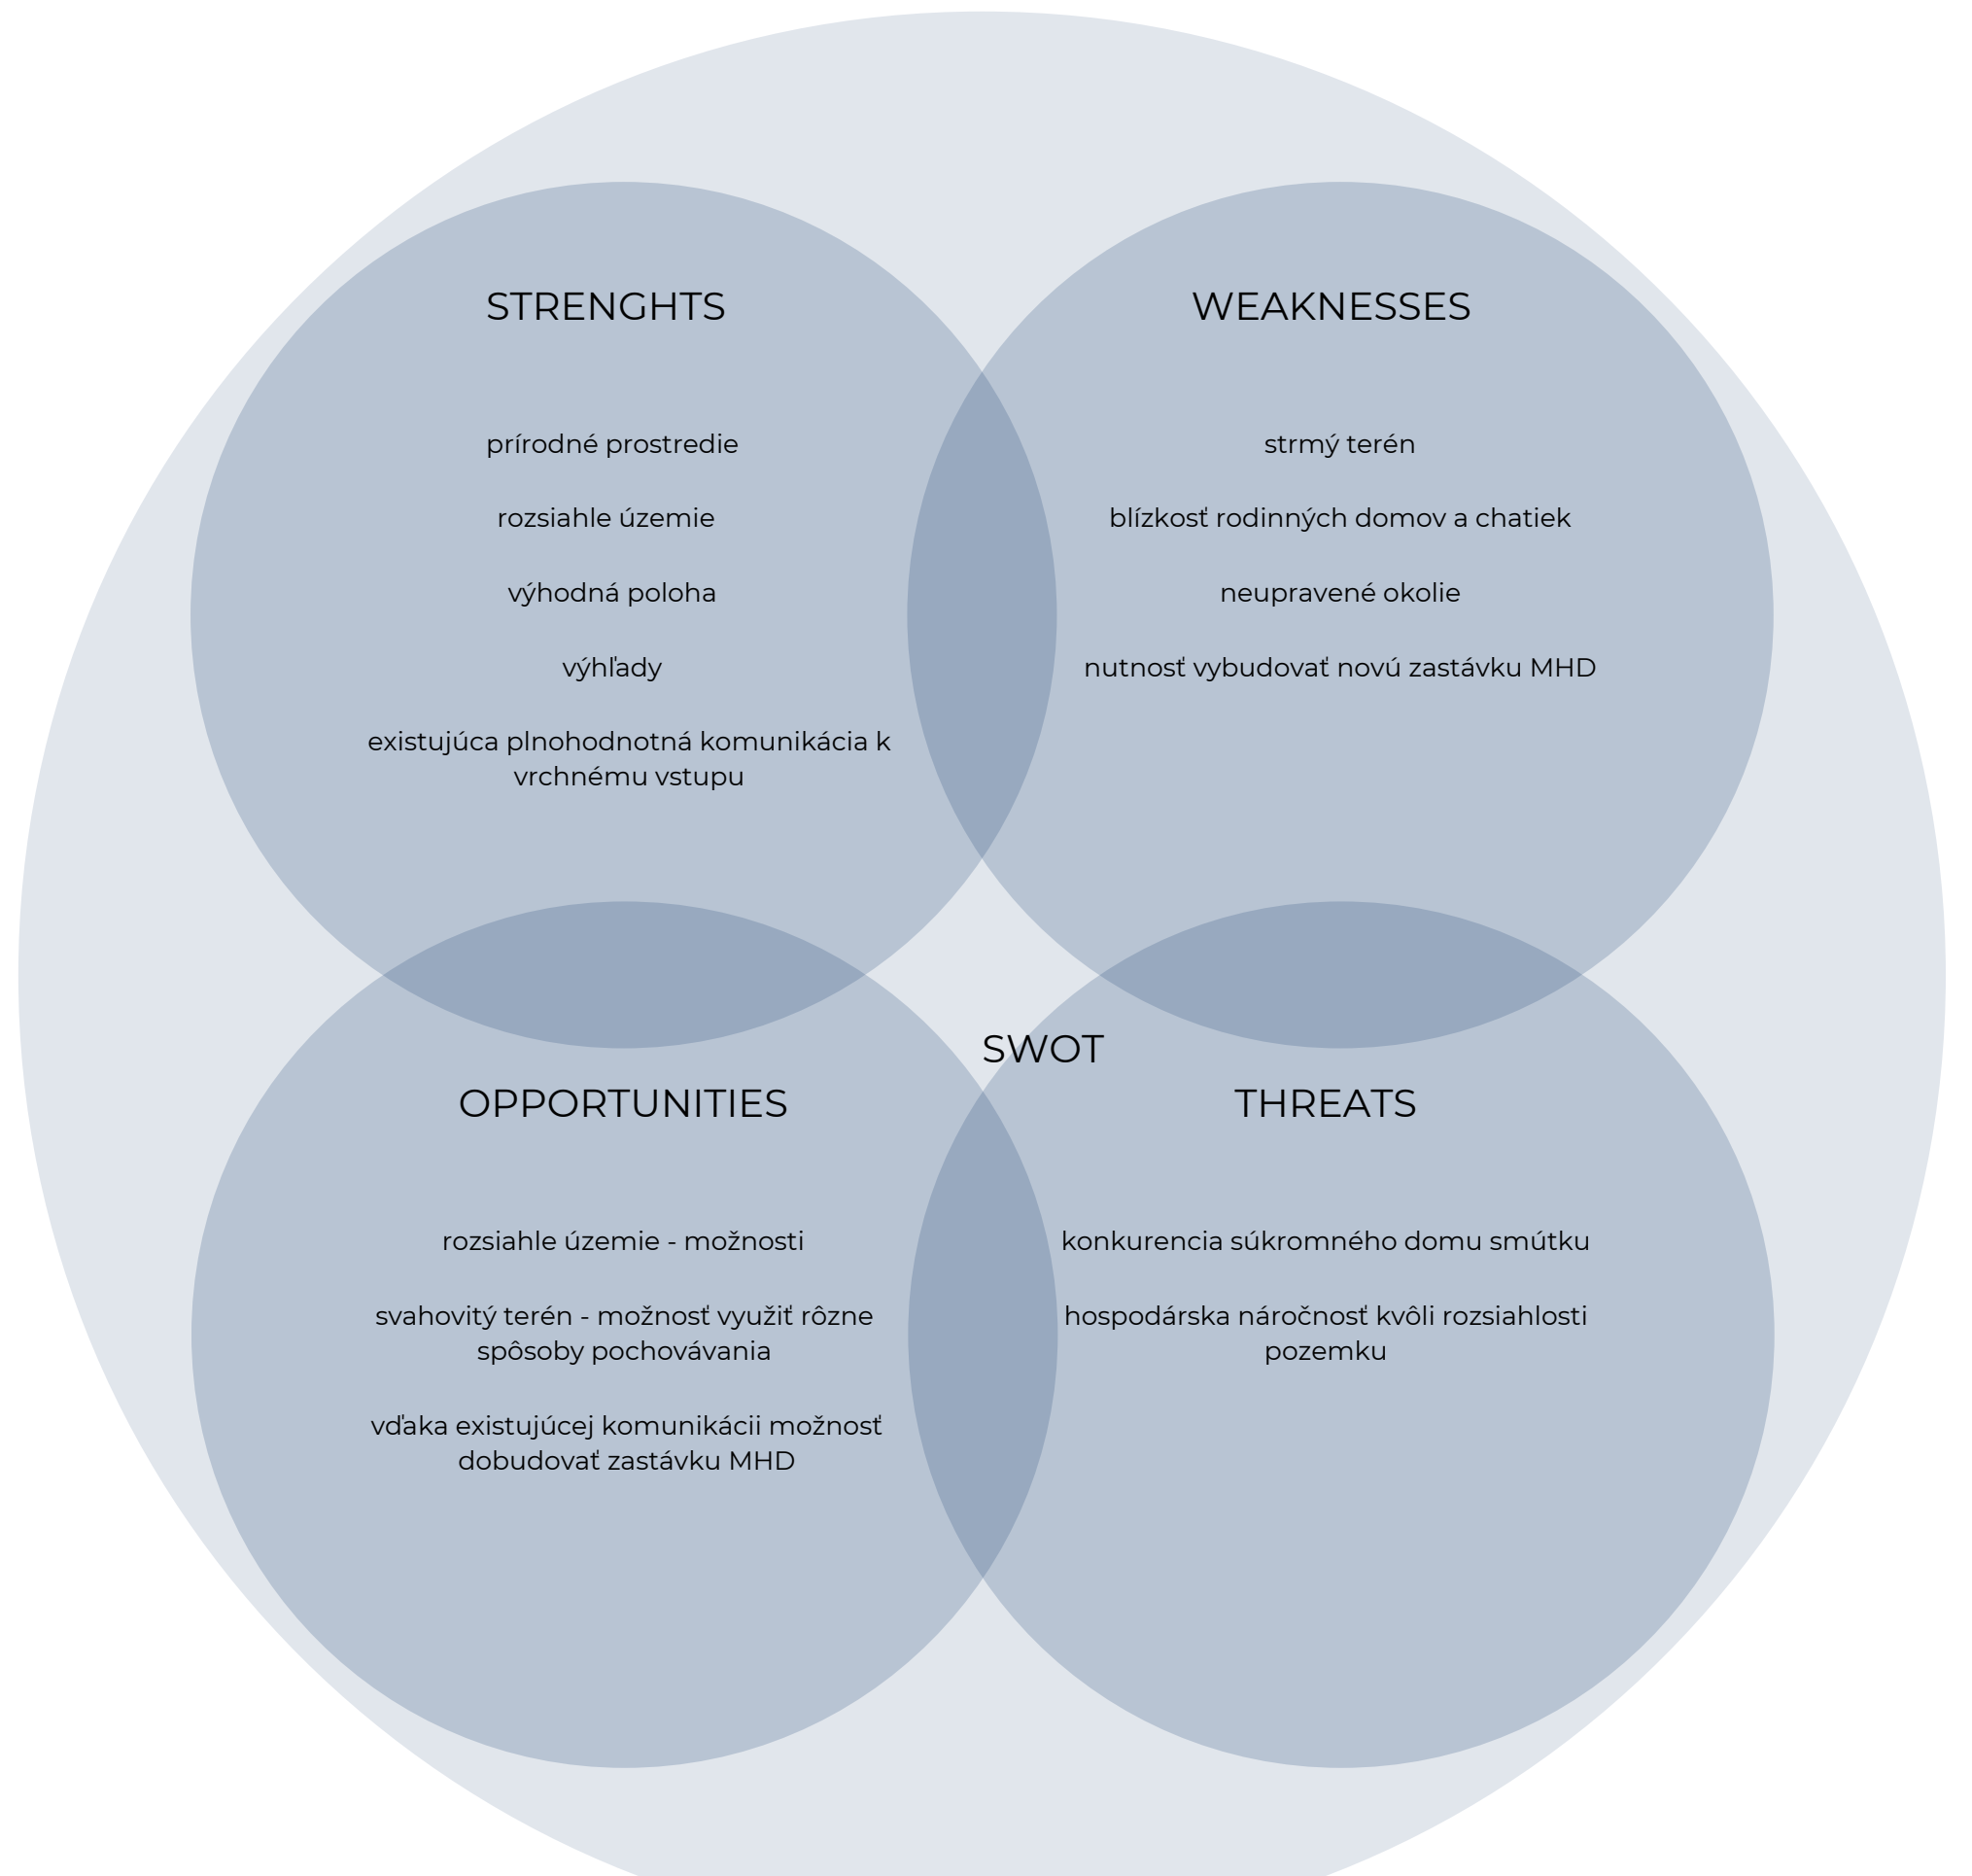 STRENGHTS
prírodné prostredie
rozsiahle územie
výhodná poloha
výhľady
existujúca plnohodnotná komunikácia k
vrchnému vstupu
WEAKNESSES
strmý terén
blízkosť rodinných domov a chatiek
neupravené okolie
nutnosť vybudovať novú zastávku MHD
SWOT
OPPORTUNITIES
rozsiahle územie - možnosti
svahovitý terén - možnosť využiť rôzne
spôsoby pochovávania
vďaka existujúcej komunikácii možnosť
dobudovať zastávku MHD
THREATS
konkurencia súkromného domu smútku
hospodárska náročnosť kvôli rozsiahlosti
pozemku